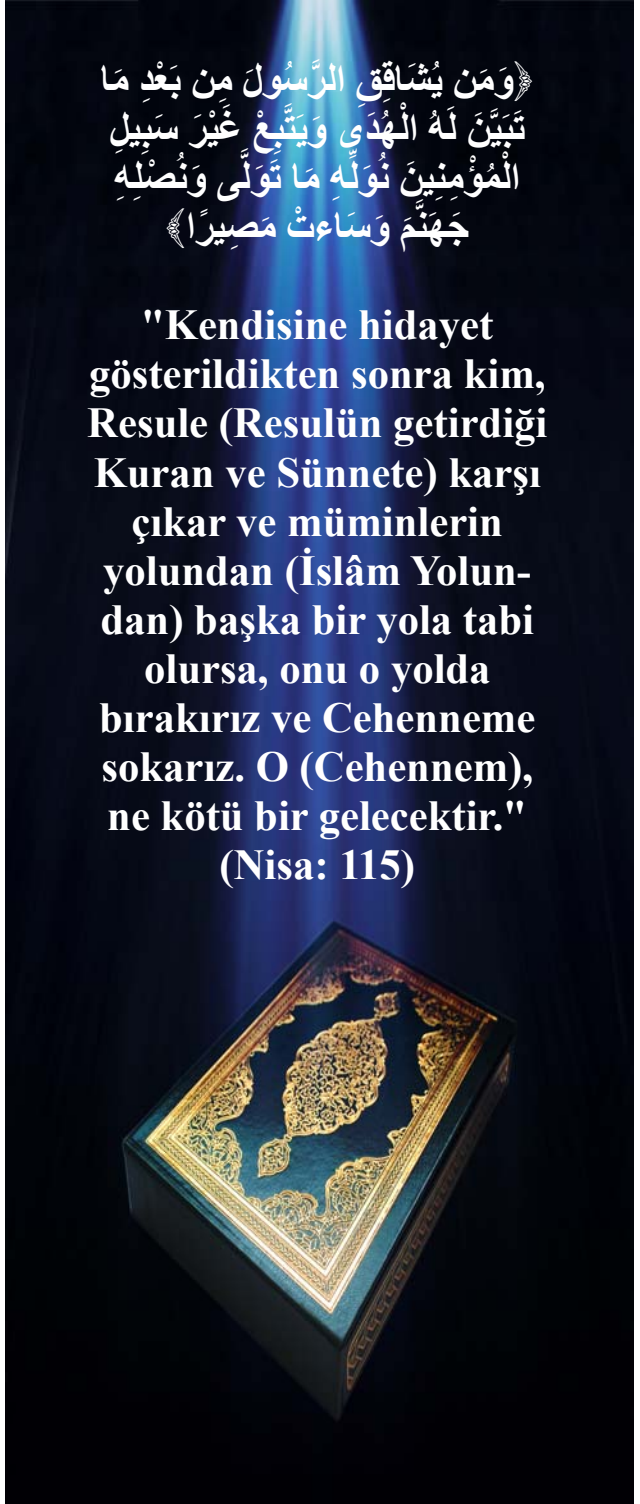 ﴿وَمَن يُشَاقِقِ الرَّسُولَ مِن بَعْدِ مَا
تَبَيَّنَ لَهُ الْهُدَى وَيَتَّبِعْ غَيْرَ سَبِيلِ
الْمُؤْمِنِينَ نُوَلِّهِ مَا تَوَلَّى وَنُصْلِهِ
جَهَنَّمَ وَسَاءتْ مَصِيرًا﴾
"Kendisine hidayet
gösterildikten sonra kim,
Resule (Resulün getirdiği
Kuran ve Sünnete) karşı
çıkar ve müminlerin
yolundan (İslâm Yolun-
dan) başka bir yola tabi
olursa, onu o yolda
bırakırız ve Cehenneme
sokarız. O (Cehennem),
ne kötü bir gelecektir."
(Nisa: 115)